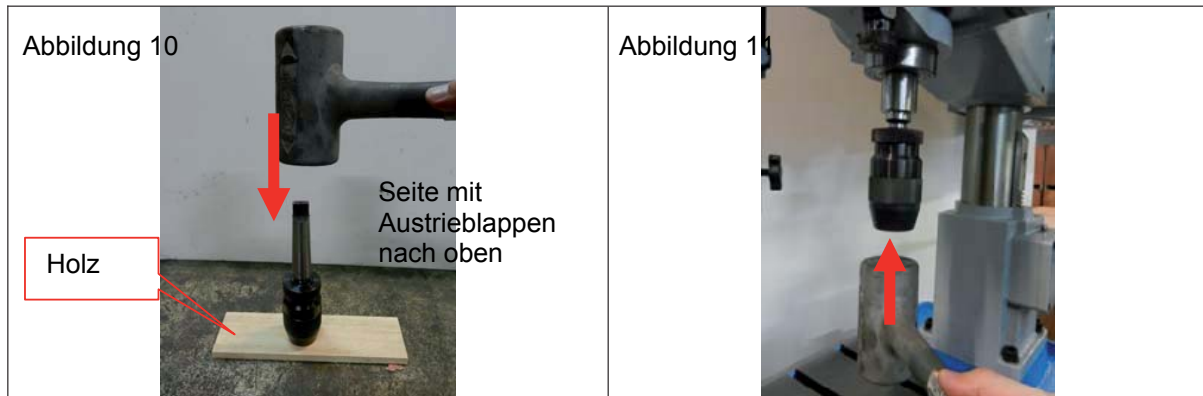 Abbildung 10
Seite mit
Austrieblappen
nach oben
Holz
Abbildung 11